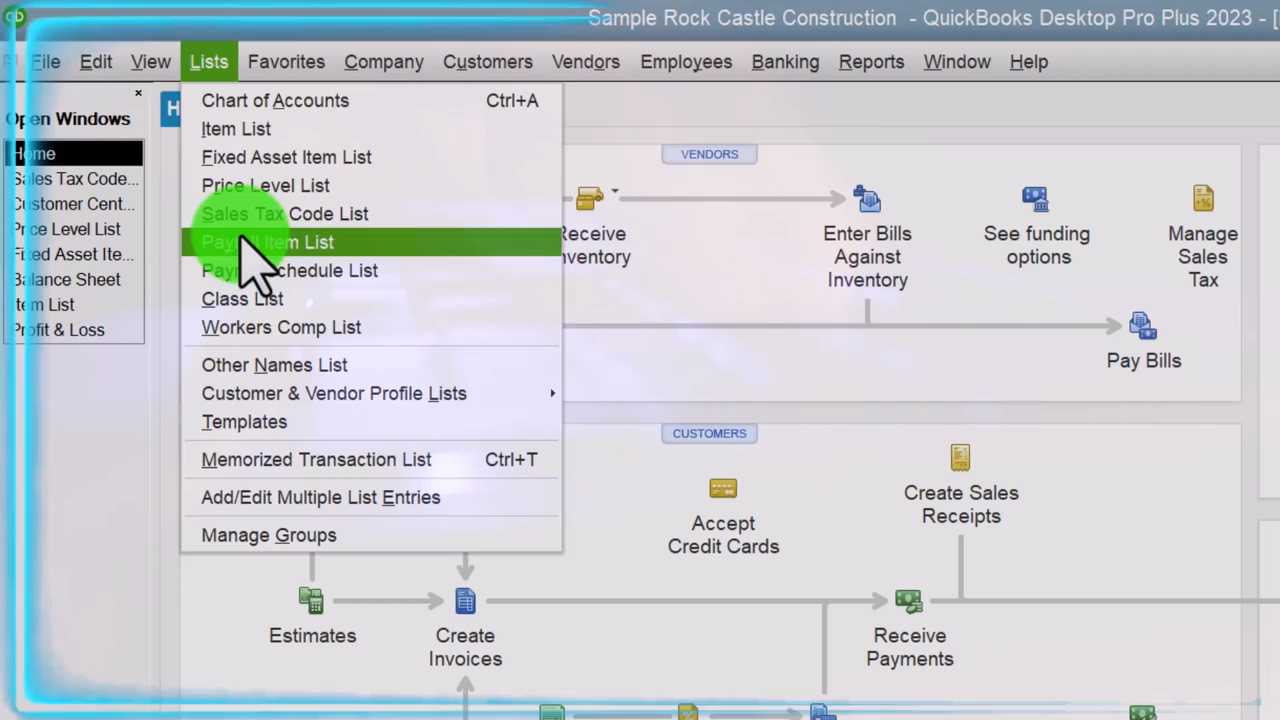 qb
Sample Rock Castle Construction - QuickBooks Desktop Pro Plus 2023 - [
File Edit View Lists Favorites Company Customers Vendors Employees Banking Reports Window Help
Open Windows
Home
Sales Tax Code...
Customer Cent...
Price Level List
Fixed Asset Ite...
Balance Sheet
Item List
Profit & Loss
H
Chart of Accounts Ctrl+A
Item List
Fixed Asset Item List
Price Level List
Sales Tax Code List
Payroll Item List
Payroll Schedule List
Class List
Workers Comp List
Other Names List
Customer & Vendor Profile Lists
Templates
Memorized Transaction List Ctrl+T
Add/Edit Multiple List Entries
Manage Groups
VENDORS
Receive
Inventory
Enter Bills
Against
Inventory
See funding
options
Manage
Sales
Tax
Pay Bills
CUSTOMERS
Accept
Credit Cards
Create Sales
Receipts
Estimates
Create
Invoices
Receive
Payments